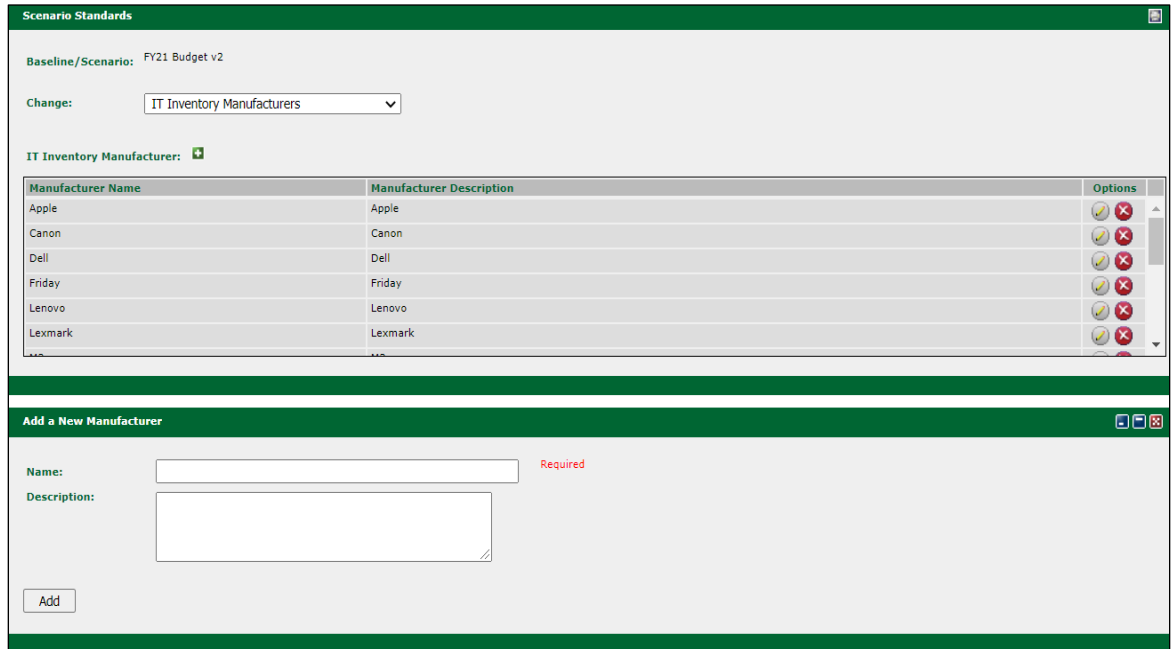 Scenario Standards
Baseline/Scenario: FY21 Budget v2
Change: IT Inventory Manufacturers
IT Inventory Manufacturer:
Manufacturer Name Manufacturer Description Options
Apple Apple
Canon Canon
Dell Dell
Friday Friday
Lenovo Lenovo
Lexmark Lexmark
Add a New Manufacturer
Name: Required
Description:
Add